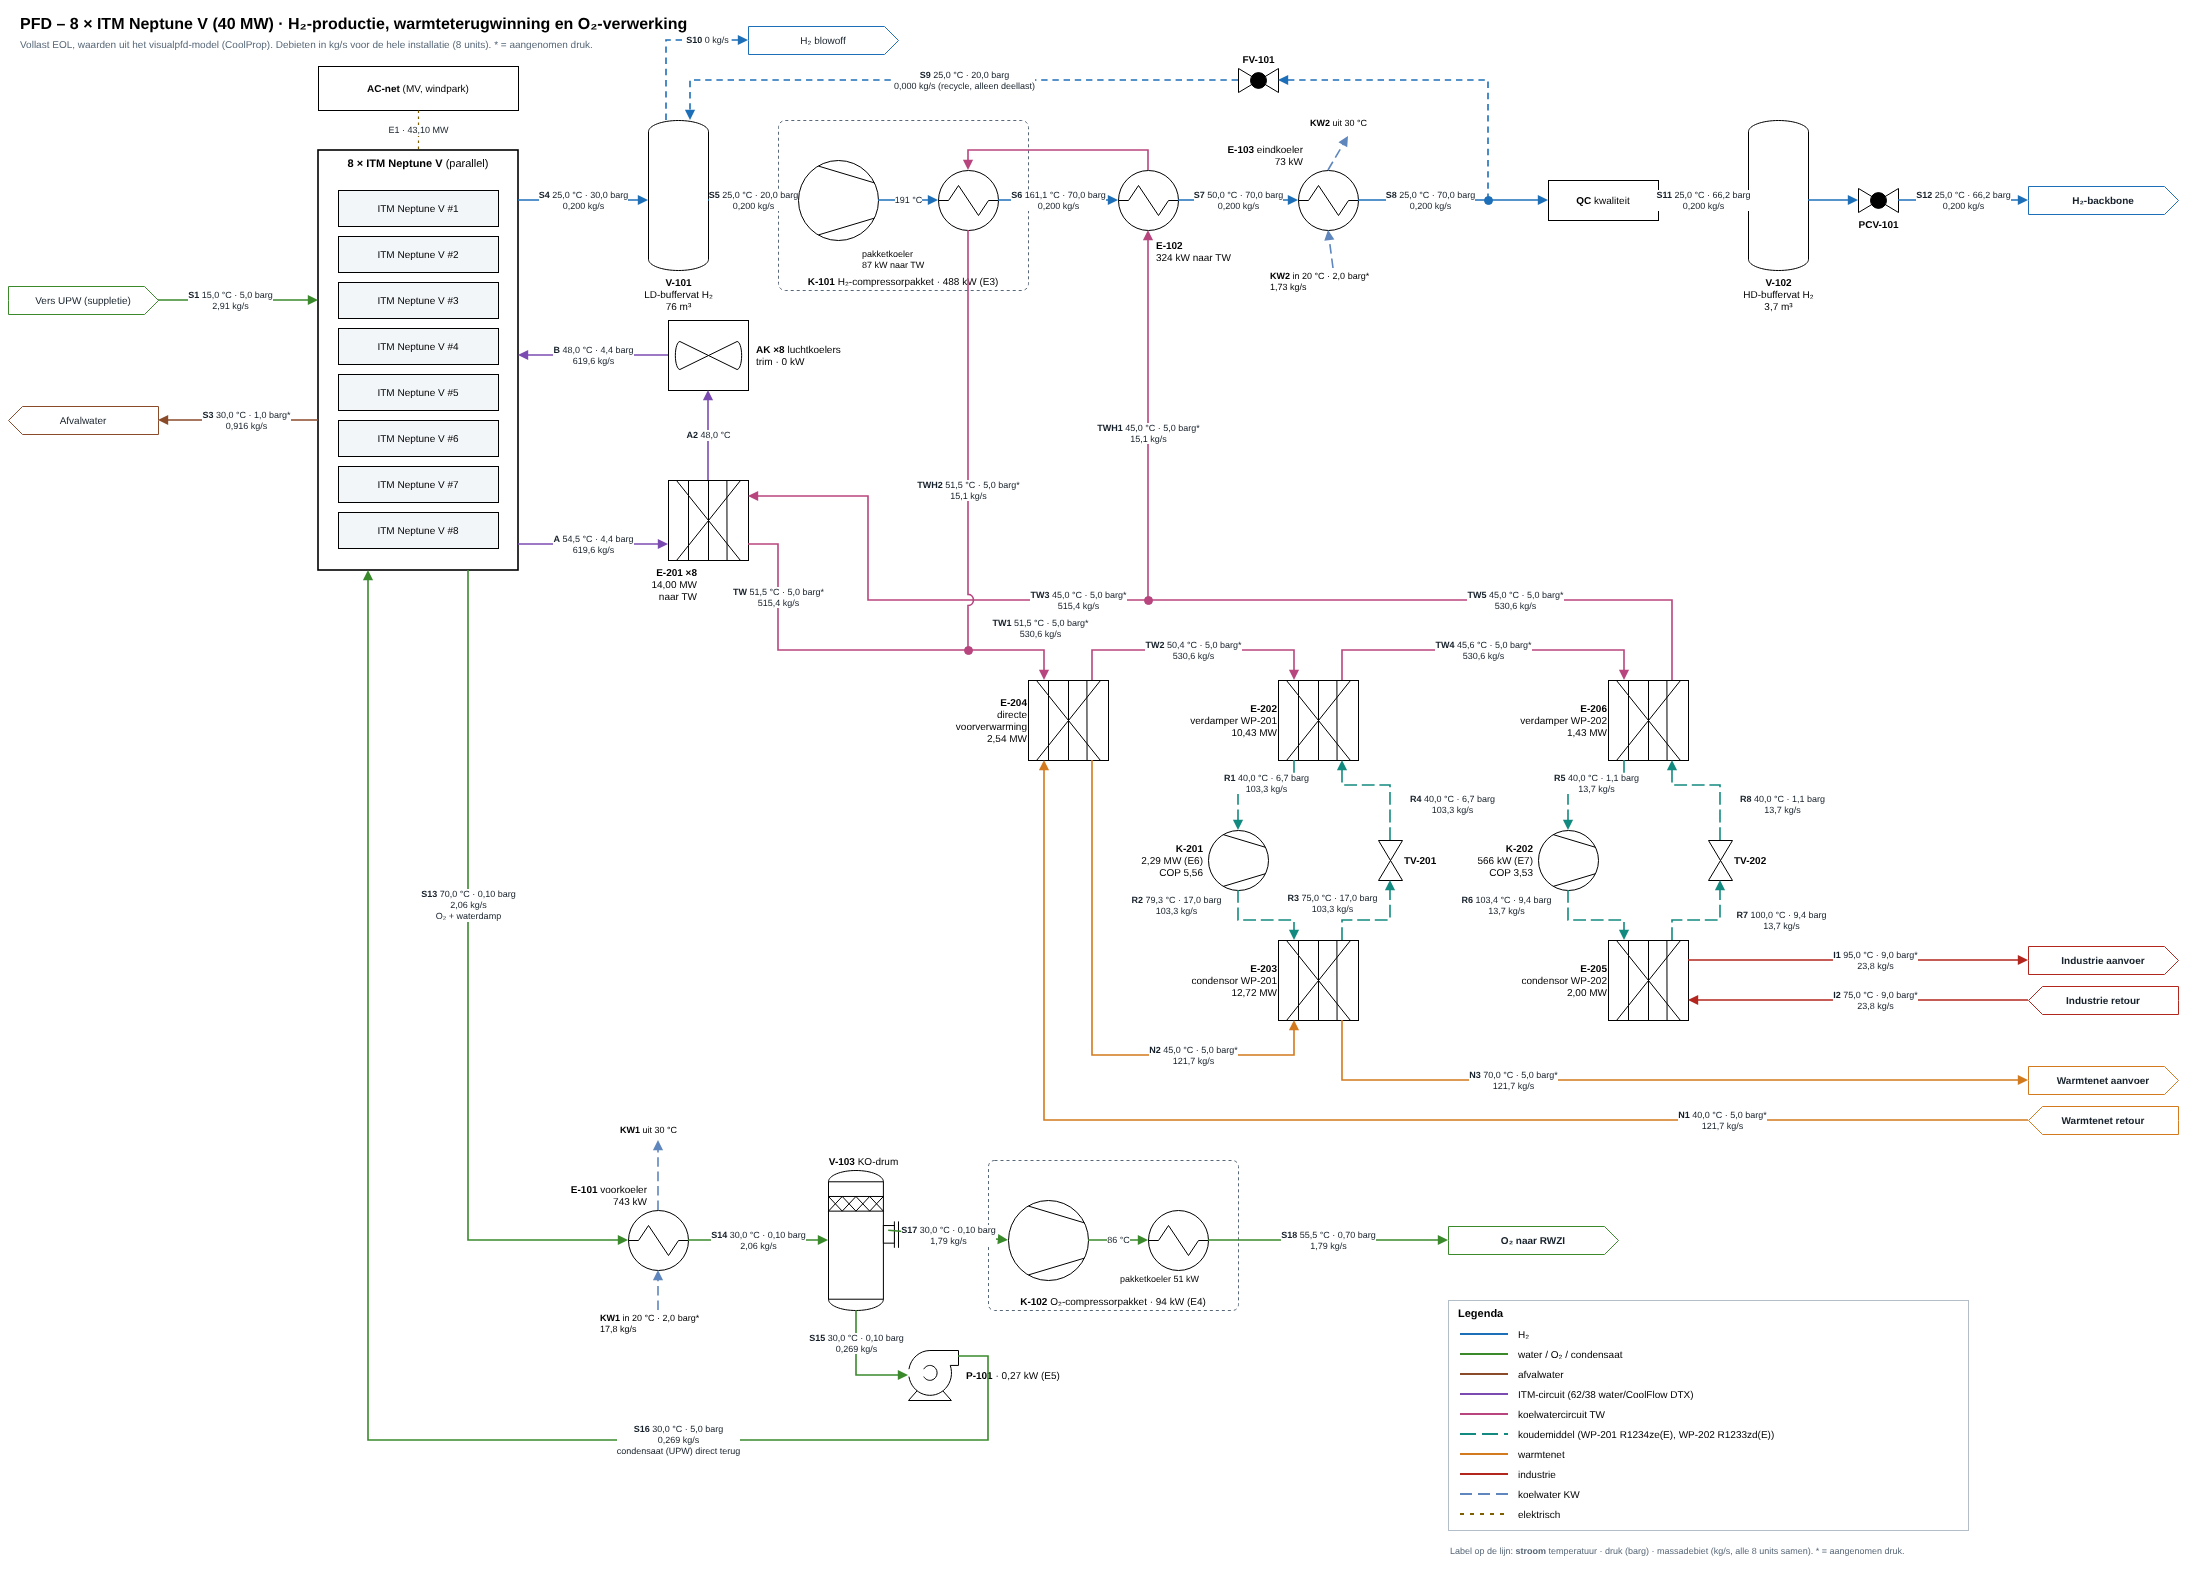 PFD – 8 × ITM Neptune V (40 MW) · H₂-productie, warmteterugwinning en O₂-verwerking
Vollast EOL, waarden uit het visualpfd-model (CoolProp). Debieten in kg/s voor de hele installatie (8 units). * = aangenomen druk.
S10 0 kg/s
H₂ blowoff
S9 25,0 °C · 20,0 barg
0,000 kg/s (recycle, alleen deellast)
FV-101
AC-net (MV, windpark)
E1 · 43,10 MW
8 × ITM Neptune V (parallel)
ITM Neptune V #1
ITM Neptune V #2
ITM Neptune V #3
ITM Neptune V #4
ITM Neptune V #5
ITM Neptune V #6
ITM Neptune V #7
ITM Neptune V #8
Vers UPW (suppletie)
S1 15,0 °C · 5,0 barg
2,91 kg/s
Afvalwater
S3 30,0 °C · 1,0 barg*
0,916 kg/s
S4 25,0 °C · 30,0 barg
0,200 kg/s
V-101
LD-buffervat H₂
76 m³
S5 25,0 °C · 20,0 barg
0,200 kg/s
191 °C
pakketkoeler
87 kW naar TW
K-101 H₂-compressorpakket · 488 kW (E3)
S6 161,1 °C · 70,0 barg
0,200 kg/s
E-102
324 kW naar TW
S7 50,0 °C · 70,0 barg
0,200 kg/s
KW2 uit 30 °C
E-103 eindkoeler
73 kW
KW2 in 20 °C · 2,0 barg*
1,73 kg/s
S8 25,0 °C · 70,0 barg
0,200 kg/s
QC kwaliteit
S11 25,0 °C · 66,2 barg
0,200 kg/s
V-102
HD-buffervat H₂
3,7 m³
PCV-101
S12 25,0 °C · 66,2 barg
0,200 kg/s
H₂-backbone
B 48,0 °C · 4,4 barg
619,6 kg/s
AK ×8 luchtkoelers
trim · 0 kW
A2 48,0 °C
A 54,5 °C · 4,4 barg
619,6 kg/s
E-201 ×8
14,00 MW
naar TW
TW 51,5 °C · 5,0 barg*
515,4 kg/s
TWH2 51,5 °C · 5,0 barg*
15,1 kg/s
TWH1 45,0 °C · 5,0 barg*
15,1 kg/s
TW3 45,0 °C · 5,0 barg*
515,4 kg/s
TW5 45,0 °C · 5,0 barg*
530,6 kg/s
TW1 51,5 °C · 5,0 barg*
530,6 kg/s
TW2 50,4 °C · 5,0 barg*
530,6 kg/s
TW4 45,6 °C · 5,0 barg*
530,6 kg/s
E-204
directe
voorverwarming
2,54 MW
E-202
verdamper WP-201
10,43 MW
E-206
verdamper WP-202
1,43 MW
R1 40,0 °C · 6,7 barg
103,3 kg/s
R4 40,0 °C · 6,7 barg
103,3 kg/s
R5 40,0 °C · 1,1 barg
13,7 kg/s
R8 40,0 °C · 1,1 barg
13,7 kg/s
K-201
2,29 MW (E6)
COP 5,56
TV-201
K-202
566 kW (E7)
COP 3,53
TV-202
R2 79,3 °C · 17,0 barg
103,3 kg/s
R3 75,0 °C · 17,0 barg
103,3 kg/s
R6 103,4 °C · 9,4 barg
13,7 kg/s
R7 100,0 °C · 9,4 barg
13,7 kg/s
E-203
condensor WP-201
12,72 MW
E-205
condensor WP-202
2,00 MW
I1 95,0 °C · 9,0 barg*
23,8 kg/s
Industrie aanvoer
I2 75,0 °C · 9,0 barg*
23,8 kg/s
Industrie retour
N2 45,0 °C · 5,0 barg*
121,7 kg/s
N3 70,0 °C · 5,0 barg*
121,7 kg/s
Warmtenet aanvoer
N1 40,0 °C · 5,0 barg*
121,7 kg/s
Warmtenet retour
S13 70,0 °C · 0,10 barg
2,06 kg/s
O₂ + waterdamp
KW1 uit 30 °C
E-101 voorkoeler
743 kW
KW1 in 20 °C · 2,0 barg*
17,8 kg/s
S14 30,0 °C · 0,10 barg
2,06 kg/s
V-103 KO-drum
S17 30,0 °C · 0,10 barg
1,79 kg/s
86 °C
pakketkoeler 51 kW
K-102 O₂-compressorpakket · 94 kW (E4)
S18 55,5 °C · 0,70 barg
1,79 kg/s
O₂ naar RWZI
S15 30,0 °C · 0,10 barg
0,269 kg/s
P-101 · 0,27 kW (E5)
S16 30,0 °C · 5,0 barg
0,269 kg/s
condensaat (UPW) direct terug
Legenda
H₂
water / O₂ / condensaat
afvalwater
ITM-circuit (62/38 water/CoolFlow DTX)
koelwatercircuit TW
koudemiddel (WP-201 R1234ze(E), WP-202 R1233zd(E))
warmtenet
industrie
koelwater KW
elektrisch
Label op de lijn: stroom temperatuur · druk (barg) · massadebiet (kg/s, alle 8 units samen). * = aangenomen druk.